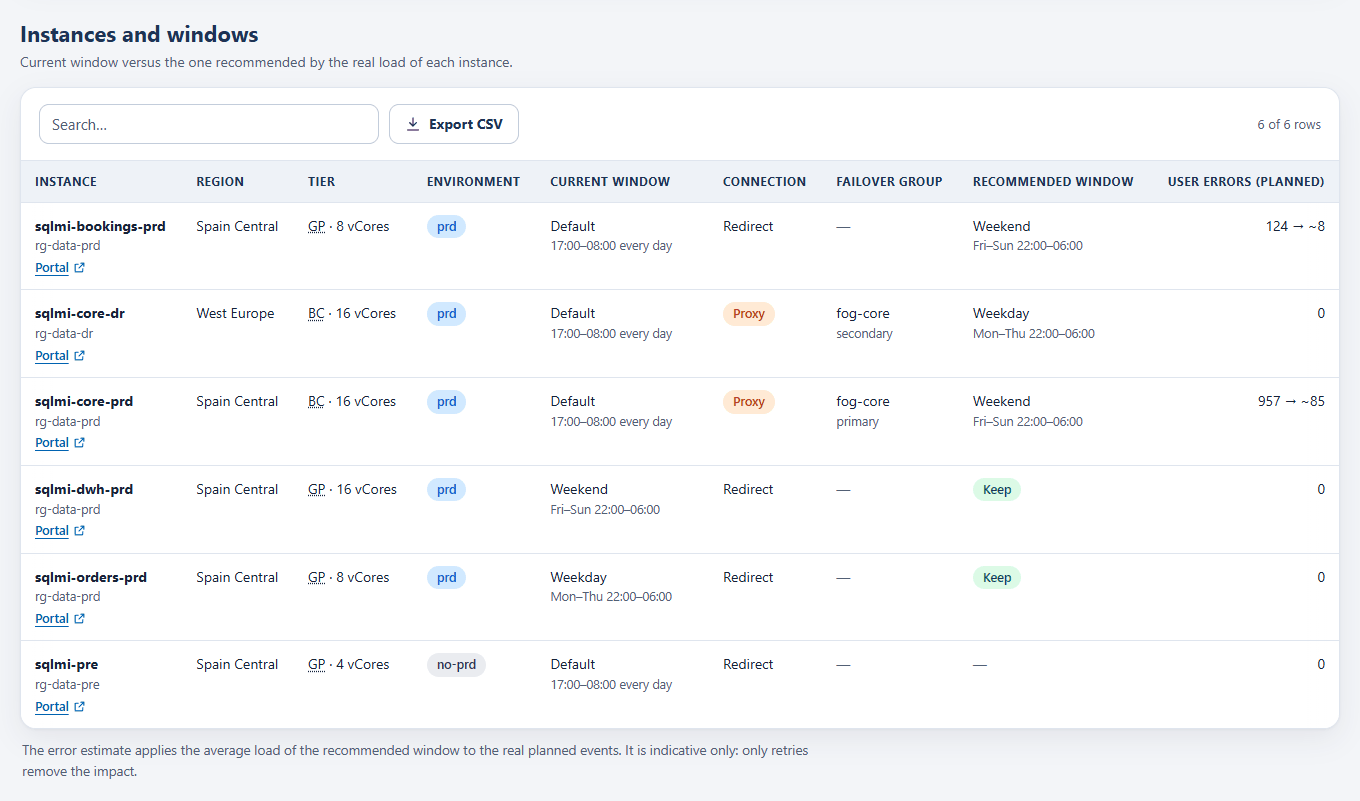 Instances and windows
Current window versus the one recommended by the real load of each instance.
Search...
Export CSV
6 of 6 rows
INSTANCE REGION TIER ENVIRONMENT CURRENT WINDOW CONNECTION FAILOVER GROUP RECOMMENDED WINDOW USER ERRORS (PLANNED)
sqlmi-bookings-prd Spain Central GP · 8 vCores prd Default Redirect — Weekend 124 → ~8
rg-data-prd 17:00–08:00 every day Fri–Sun 22:00–06:00
Portal
sqlmi-core-dr West Europe BC · 16 vCores prd Default Proxy fog-core Weekday 0
rg-data-dr 17:00–08:00 every day secondary Mon–Thu 22:00–06:00
Portal
sqlmi-core-prd Spain Central BC · 16 vCores prd Default Proxy fog-core Weekend 957 → ~85
rg-data-prd 17:00–08:00 every day primary Fri–Sun 22:00–06:00
Portal
sqlmi-dwh-prd Spain Central GP · 16 vCores prd Weekend Redirect — Keep 0
rg-data-prd Fri–Sun 22:00–06:00
Portal
sqlmi-orders-prd Spain Central GP · 8 vCores prd Weekday Redirect — Keep 0
rg-data-prd Mon–Thu 22:00–06:00
Portal
sqlmi-pre Spain Central GP · 4 vCores no-prd Default Redirect — — 0
rg-data-pre 17:00–08:00 every day
Portal
The error estimate applies the average load of the recommended window to the real planned events. It is indicative only: only retries
remove the impact.